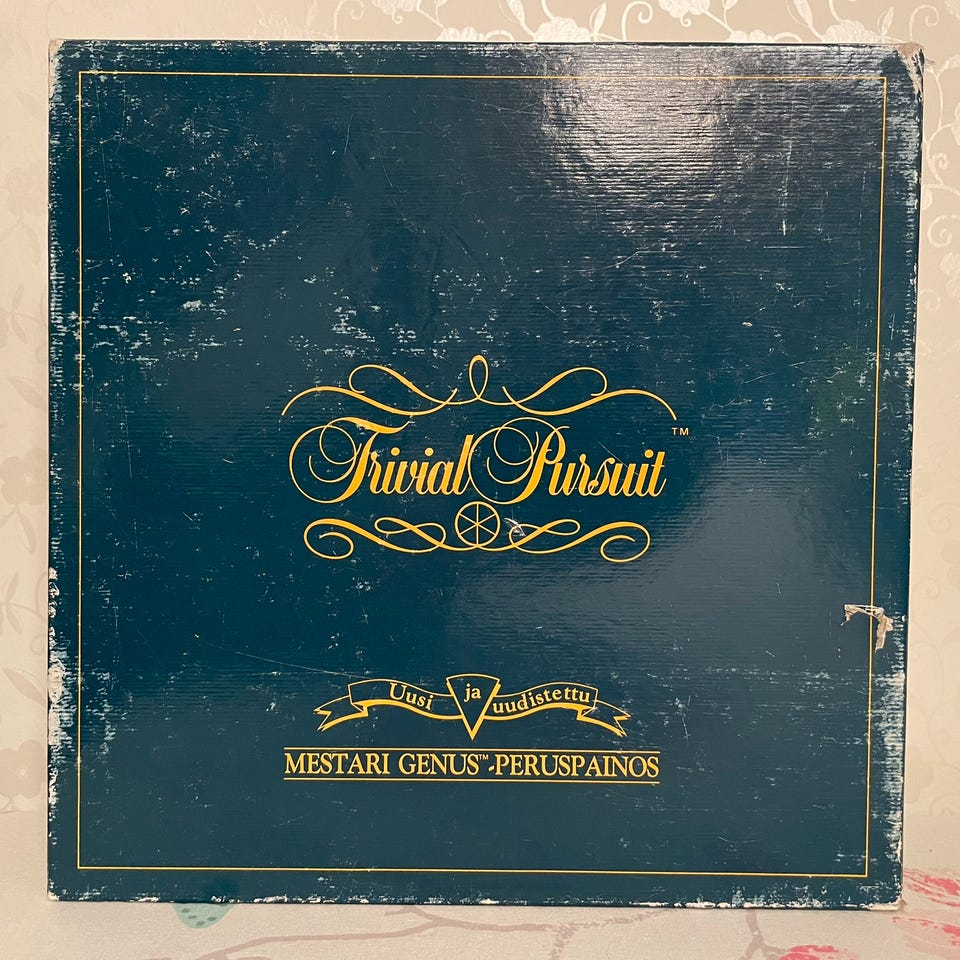 Trivial Pursuit™
Uusi ja uudistettu
MESTARI GENUS™-PERUSPAINOS